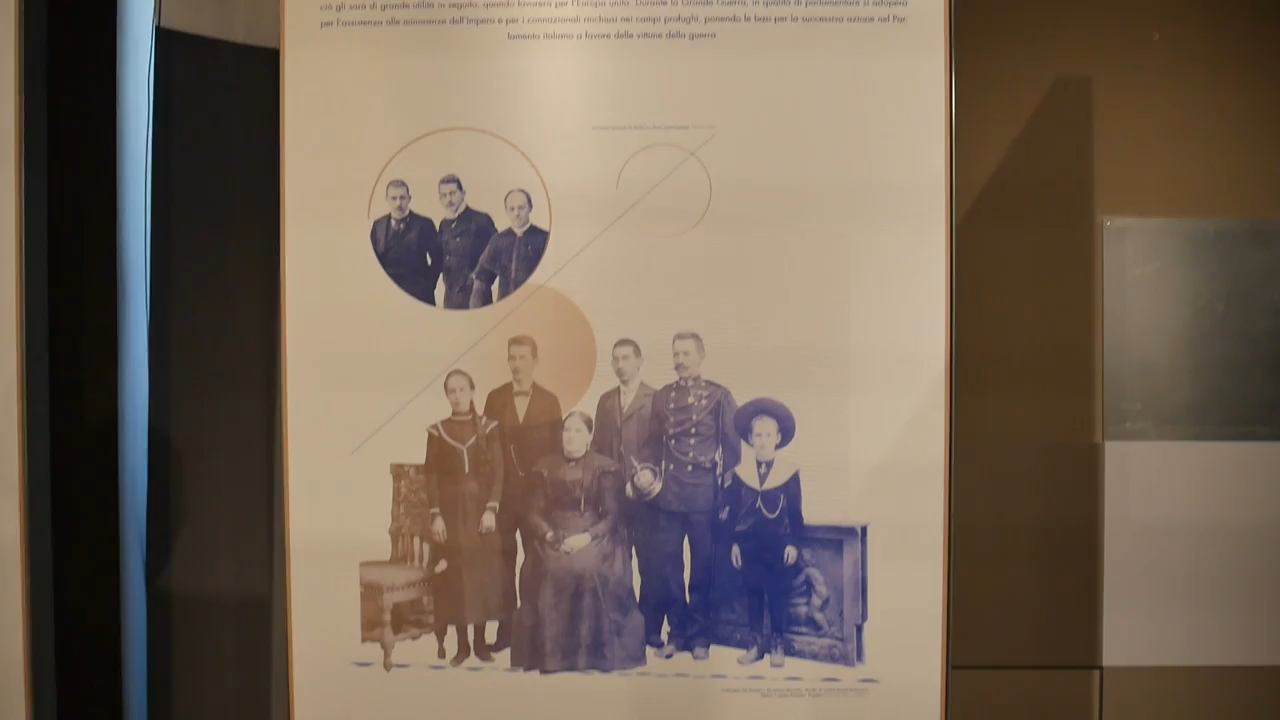 ciò gli sarà di grande utilità in seguito, quando lavorerà per l'Europa unita. Durante la Grande Guerra, in qualità di parlamentare si adopera
per l'assistenza alle minoranze dell'Impero e per i connazionali rinchiusi nei campi profughi, ponendo le basi per la successiva azione nel Par-
lamento italiano a favore delle vittime della guerra